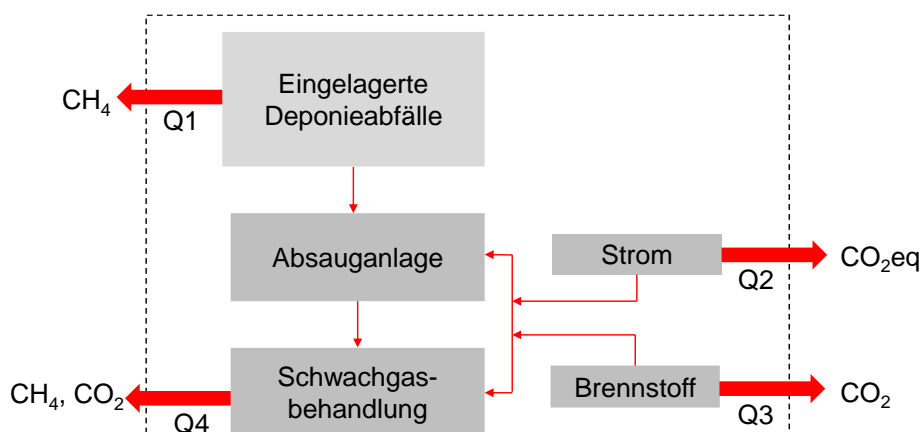 Eingelagerte
Deponieabfälle
CH₄
Q1
Absauganlage
Strom
CO₂eq
Q2
Schwachgas-
behandlung
Brennstoff
CH₄, CO₂
Q4
CO₂
Q3